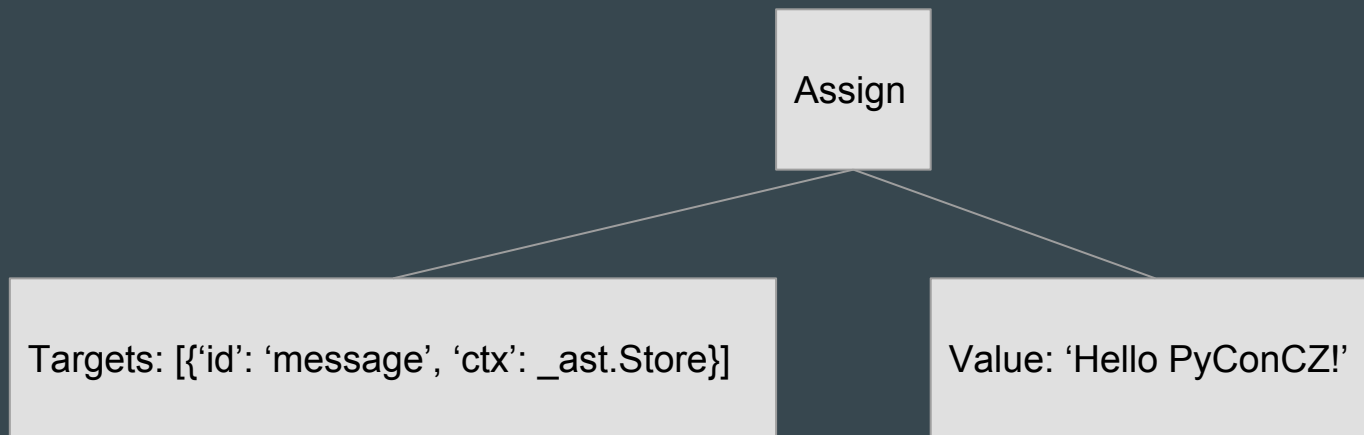 Assign
Targets: [{‘id’: ‘message’, ‘ctx’: _ast.Store}]
Value: ‘Hello PyConCZ!’